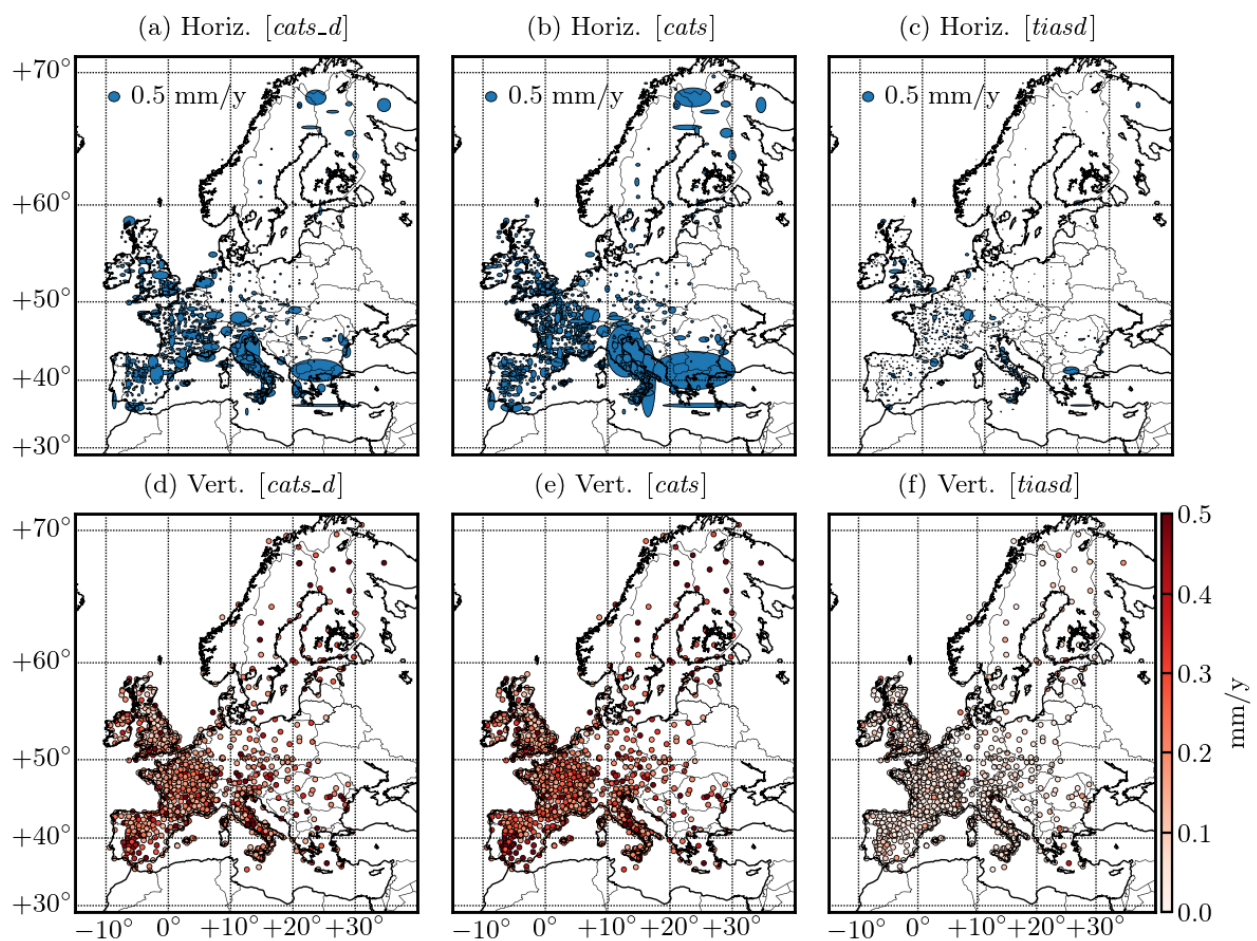 (a) Horiz. [cats_d] (b) Horiz. [cats] (c) Horiz. [tiasd]
+70°
0.5 mm/y 0.5 mm/y 0.5 mm/y
+60°
+50°
+40°
+30°
(d) Vert. [cats_d] (e) Vert. [cats] (f) Vert. [tiasd]
+70° 0.5
0.4
+60° 0.3
mm/y
+50° 0.2
+40° 0.1
+30° 0.0
−10° 0° +10° +20° +30° −10° 0° +10° +20° +30° −10° 0° +10° +20° +30°